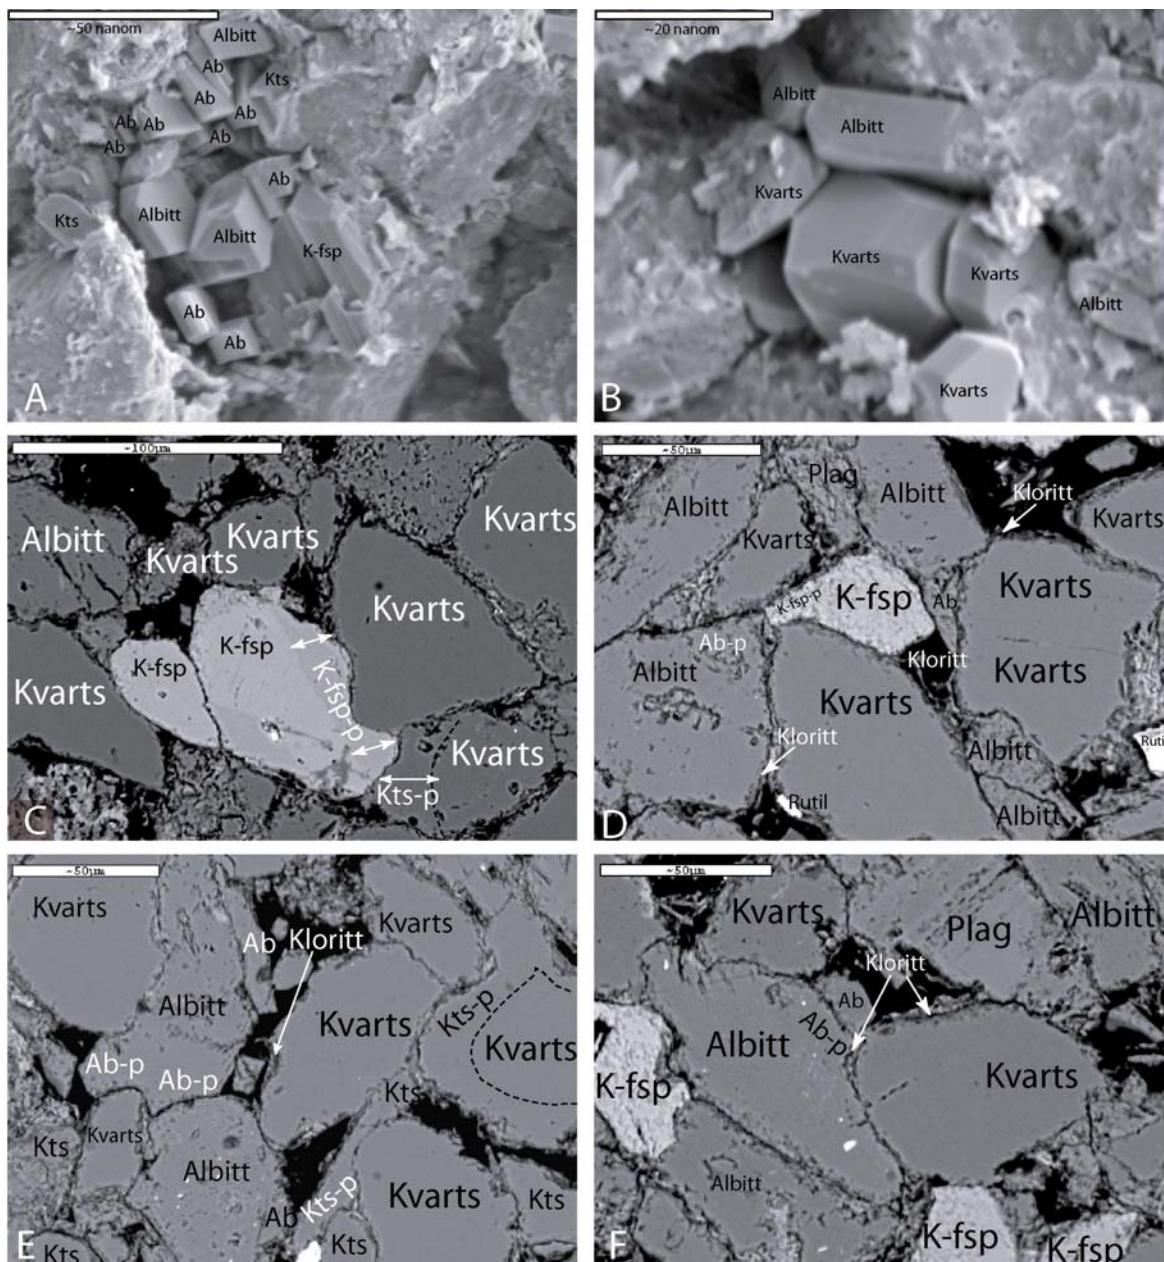 ~50 nanom
Albitt
Ab
Kts
Ab
Ab
Ab
Ab
Ab
Ab
Ab
Kts
Albitt
Albitt
K-fsp
Ab
Ab
A
~20 nanom
Albitt
Albitt
Kvarts
Kvarts
Kvarts
Albitt
Kvarts
B
~100µm
Albitt
Kvarts
Kvarts
Kvarts
Kvarts
K-fsp
K-fsp
K-fsp-p
Kvarts
Kvarts
Kts-p
C
~50µm
Plag
Albitt
Albitt
Kloritt
Kvarts
Kvarts
Kvarts
K-fsp-p
K-fsp
Ab
Ab-p
Albitt
Kloritt
Kvarts
Kvarts
Kloritt
Albitt
Rutil
Rutil
Albitt
D
~50µm
Kvarts
Ab
Kloritt
Kvarts
Albitt
Kvarts
Kts-p
Kvarts
Ab-p
Ab-p
Kts
Kvarts
Kts
Albitt
Kvarts
Kts-p
Ab
Kts
Kts
Kts
E
~50µm
Kvarts
Plag
Albitt
Kloritt
Ab
Ab-p
Albitt
Kvarts
K-fsp
Albitt
K-fsp
K-fsp
F